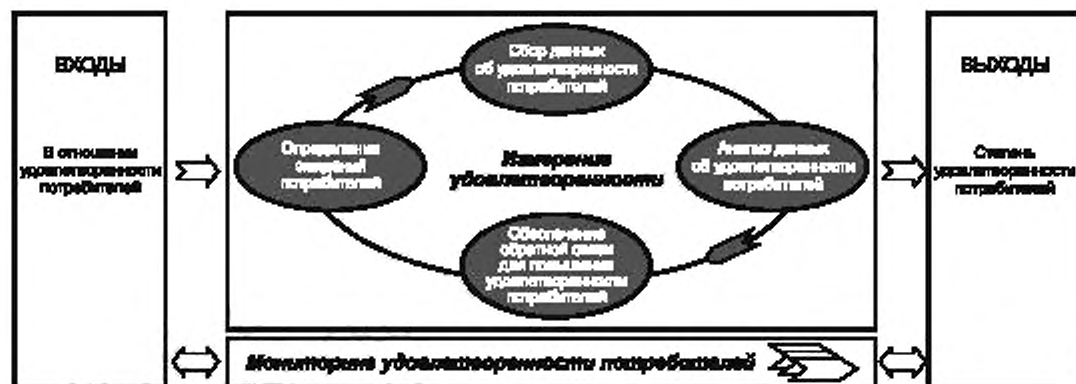 ВХОДЫ
В отношении
удовлетворенности
потребителей
Сбор данных
об удовлетворенности
потребителей
Определение
ожиданий
потребителей
Измерение
удовлетворенности
Анализ данных
об удовлетворенности
потребителей
Обеспечение
обратной связи
для повышения
удовлетворенности
потребителей
ВЫХОДЫ
Степень
удовлетворенности
потребителей
Мониторинг удовлетворенности потребителей